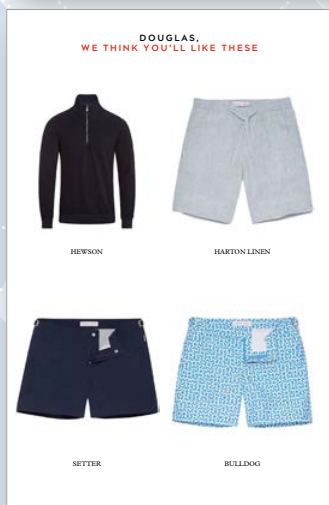 DOUGLAS,
WE THINK YOU'LL LIKE THESE
HEWSON
HARTON LINEN
SETTER
BULLDOG